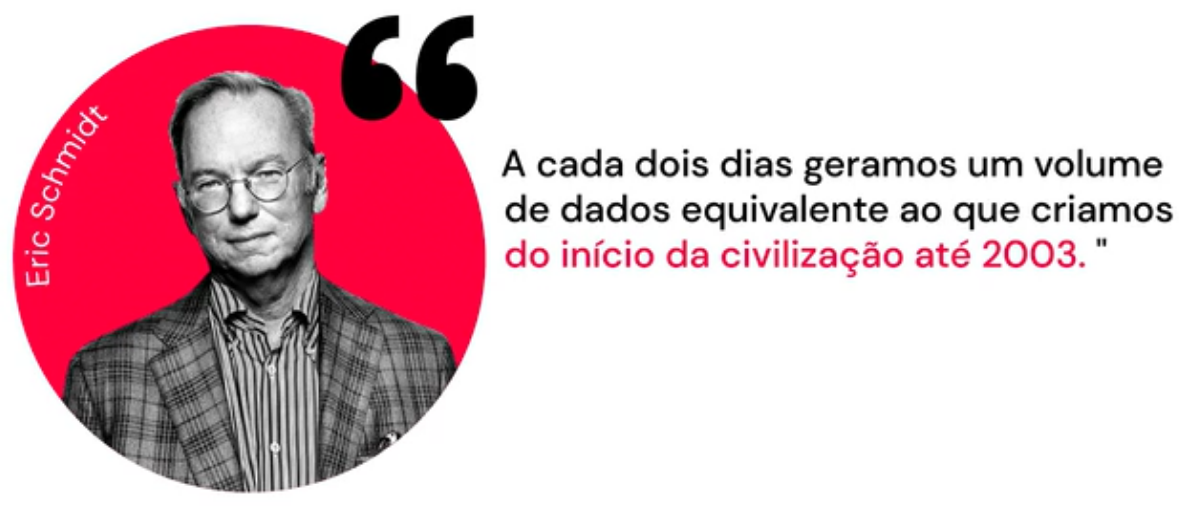 Eric Schmidt
“
A cada dois dias geramos um volume
de dados equivalente ao que criamos
do início da civilização até 2003. "